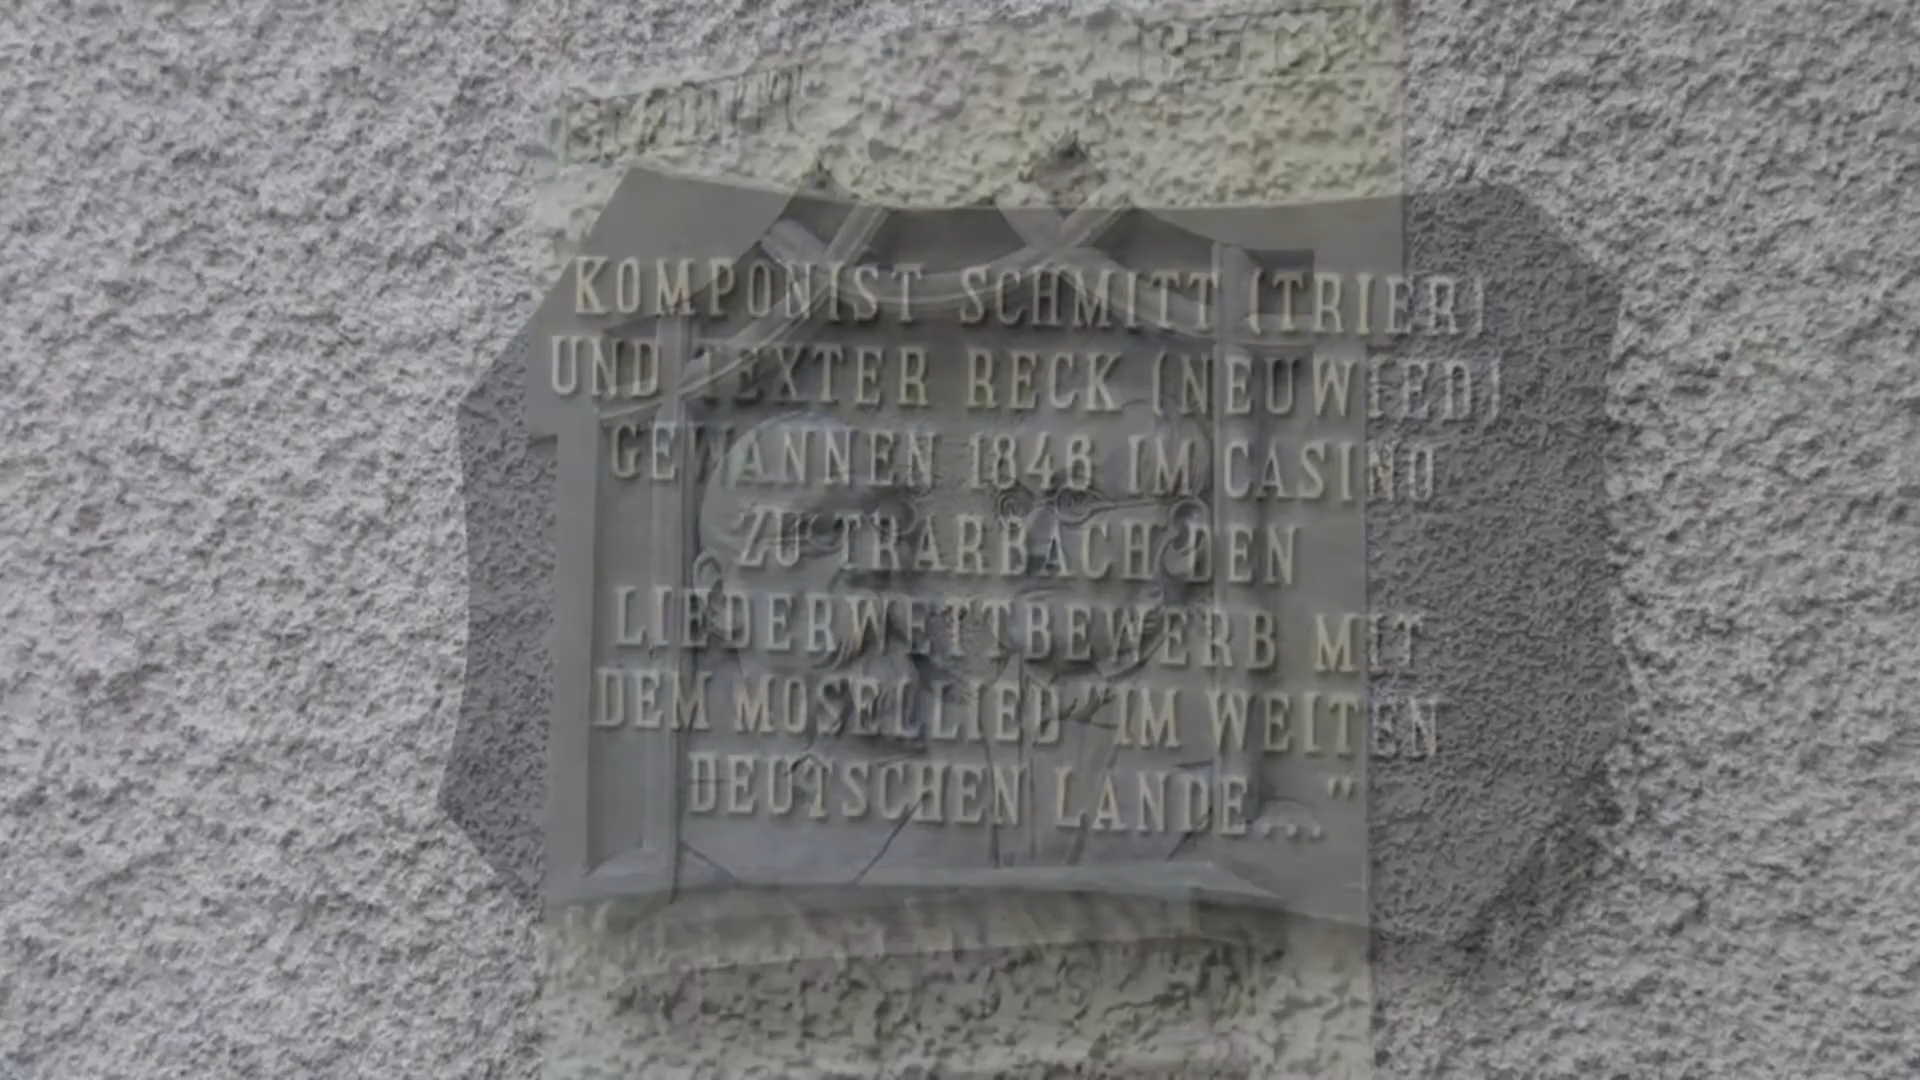 KOMPONIST SCHMITT (TRIER)
UND TEXTER RECK (NEUWIED)
GEWANNEN 1846 IM CASINO
ZU TRARBACH DEN
LIEDERWETTBEWERB MIT
DEM MOSELLIED "IM WEITEN
DEUTSCHEN LANDE..."